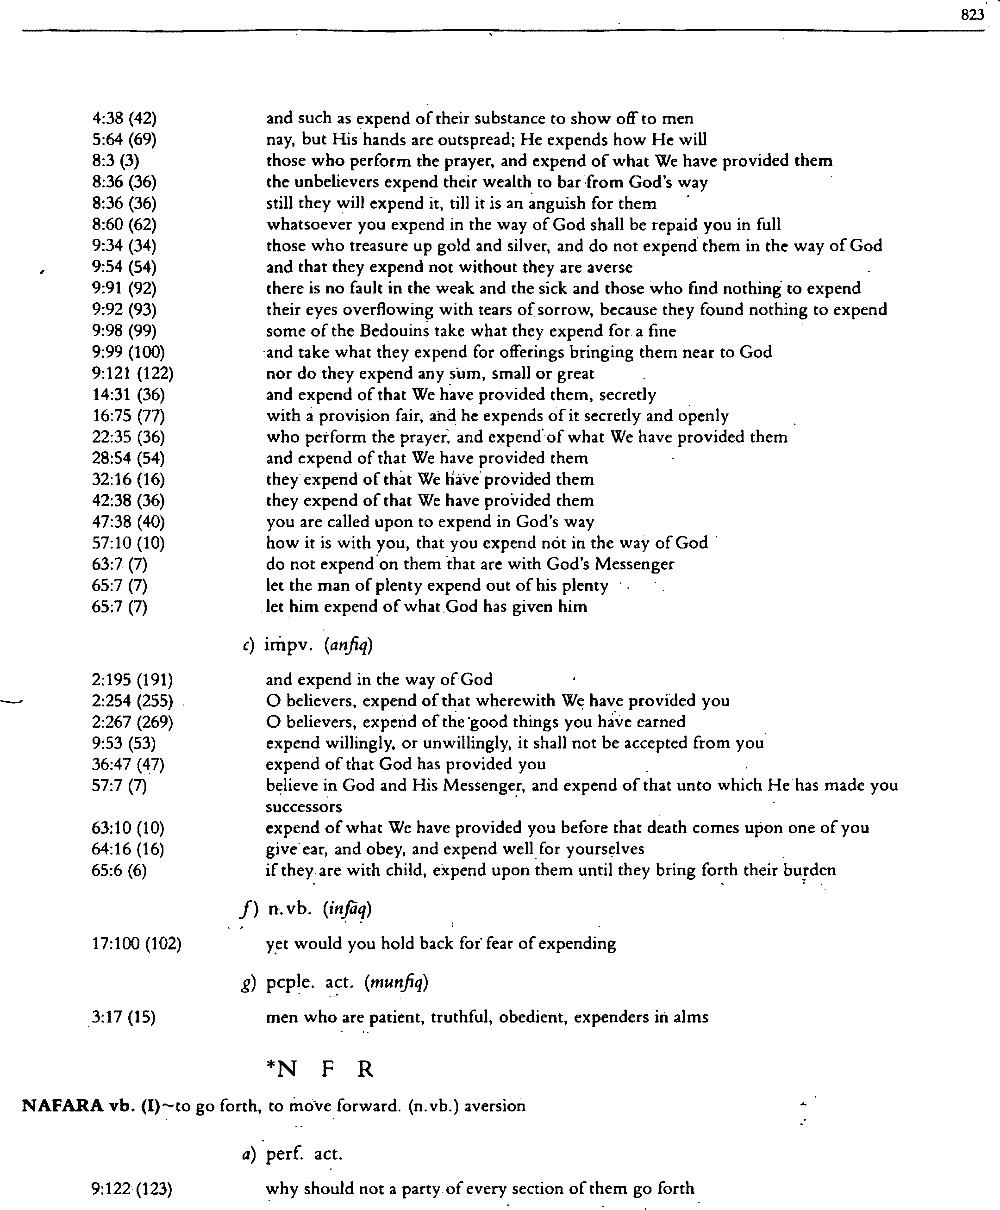 823
4:38 (42) and such as expend of their substance to show off to men
5:64 (69) nay, but His hands are outspread; He expends how He will
8:3 (3) those who perform the prayer, and expend of what We have provided them
8:36 (36) the unbelievers expend their wealth to bar from God's way
8:36 (36) still they will expend it, till it is an anguish for them
8:60 (62) whatsoever you expend in the way of God shall be repaid you in full
9:34 (34) those who treasure up gold and silver, and do not expend them in the way of God
9:54 (54) and that they expend not without they are averse
9:91 (92) there is no fault in the weak and the sick and those who find nothing to expend
9:92 (93) their eyes overflowing with tears of sorrow, because they found nothing to expend
9:98 (99) some of the Bedouins take what they expend for a fine
9:99 (100) and take what they expend for offerings bringing them near to God
9:121 (122) nor do they expend any sum, small or great
14:31 (36) and expend of that We have provided them, secretly
16:75 (77) with a provision fair, and he expends of it secretly and openly
22:35 (36) who perform the prayer, and expend of what We have provided them
28:54 (54) and expend of that We have provided them
32:16 (16) they expend of that We have provided them
42:38 (36) they expend of that We have provided them
47:38 (40) you are called upon to expend in God's way
57:10 (10) how it is with you, that you expend not in the way of God
63:7 (7) do not expend on them that are with God's Messenger
65:7 (7) let the man of plenty expend out of his plenty
65:7 (7) let him expend of what God has given him
c) impv. (anfiq)
2:195 (191) and expend in the way of God
2:254 (255) O believers, expend of that wherewith We have provided you
2:267 (269) O believers, expend of the good things you have earned
9:53 (53) expend willingly, or unwillingly, it shall not be accepted from you
36:47 (47) expend of that God has provided you
57:7 (7) believe in God and His Messenger, and expend of that unto which He has made you
successors
63:10 (10) expend of what We have provided you before that death comes upon one of you
64:16 (16) give ear, and obey, and expend well for yourselves
65:6 (6) if they are with child, expend upon them until they bring forth their burden
f) n.vb. (infāq)
17:100 (102) yet would you hold back for fear of expending
g) pcple. act. (munfiq)
3:17 (15) men who are patient, truthful, obedient, expenders in alms
*N F R
NAFARA vb. (I)~to go forth, to move forward. (n.vb.) aversion
a) perf. act.
9:122 (123) why should not a party of every section of them go forth